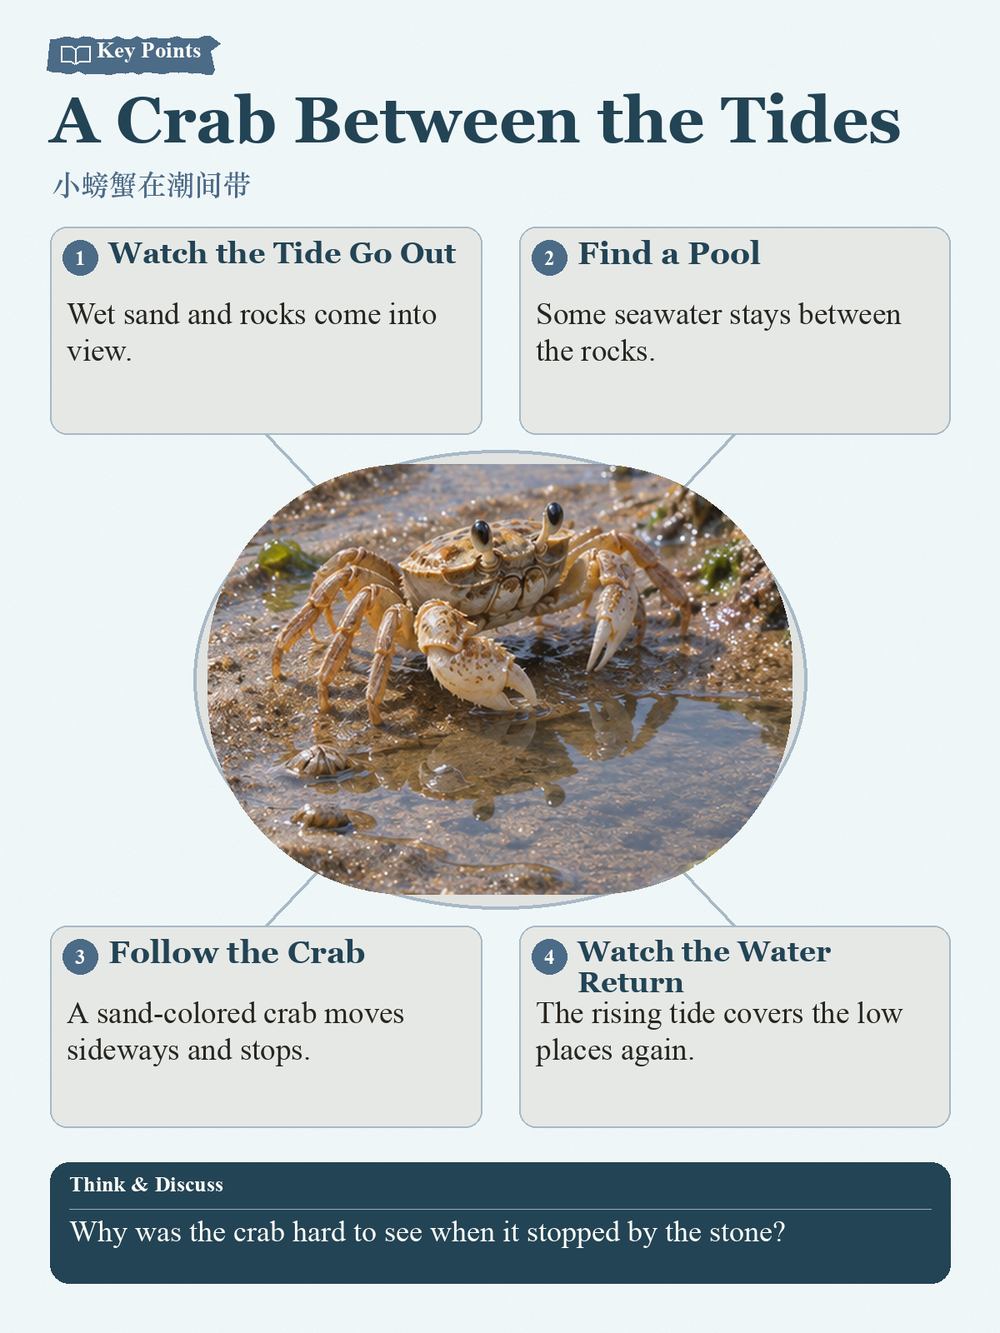 Key Points
A Crab Between the Tides
小螃蟹在潮间带
1 Watch the Tide Go Out
Wet sand and rocks come into
view.
2 Find a Pool
Some seawater stays between
the rocks.
3 Follow the Crab
A sand-colored crab moves
sideways and stops.
4 Watch the Water
Return
The rising tide covers the low
places again.
Think & Discuss
Why was the crab hard to see when it stopped by the stone?